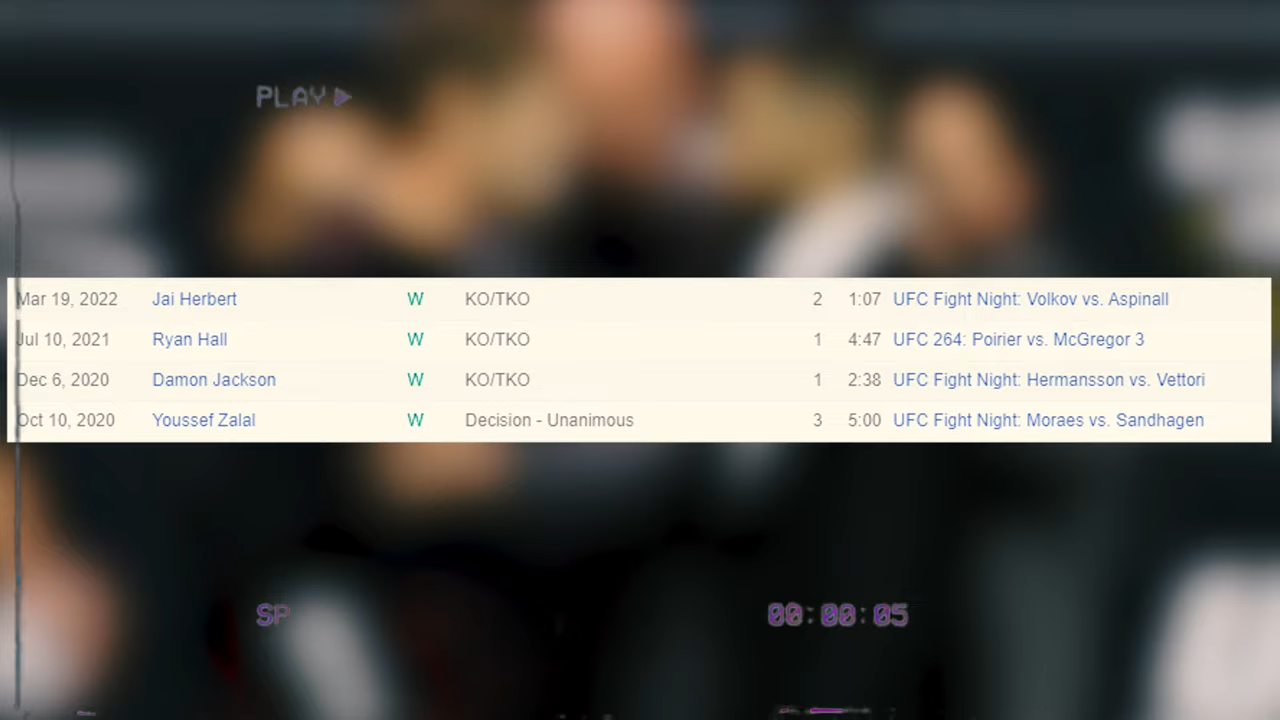 PLAY
Mar 19, 2022 Jai Herbert W KO/TKO 2 1:07 UFC Fight Night: Volkov vs. Aspinall
Jul 10, 2021 Ryan Hall W KO/TKO 1 4:47 UFC 264: Poirier vs. McGregor 3
Dec 6, 2020 Damon Jackson W KO/TKO 1 2:38 UFC Fight Night: Hermansson vs. Vettori
Oct 10, 2020 Youssef Zalal W Decision - Unanimous 3 5:00 UFC Fight Night: Moraes vs. Sandhagen
SP 00:00:05